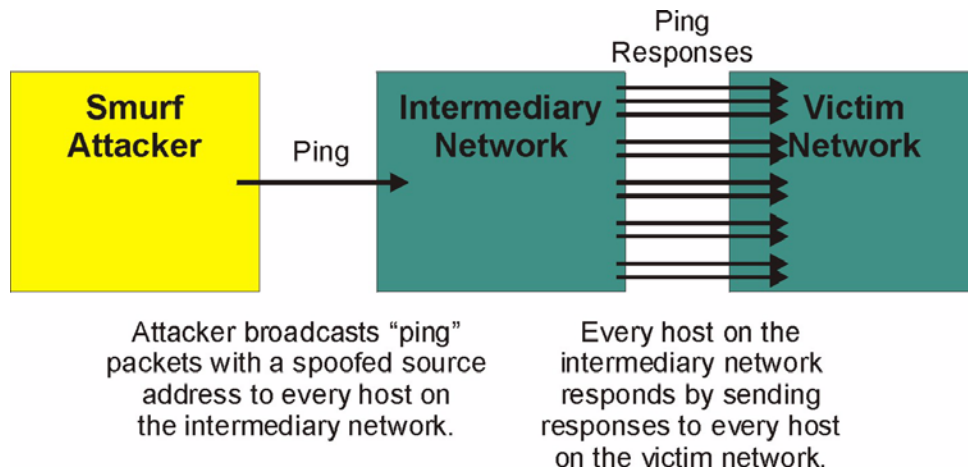 Ping
Responses
Smurf
Attacker
Ping
Intermediary
Network
Victim
Network
Attacker broadcasts “ping”
packets with a spoofed source
address to every host on
the intermediary network.
Every host on the
intermediary network
responds by sending
responses to every host
on the victim network.